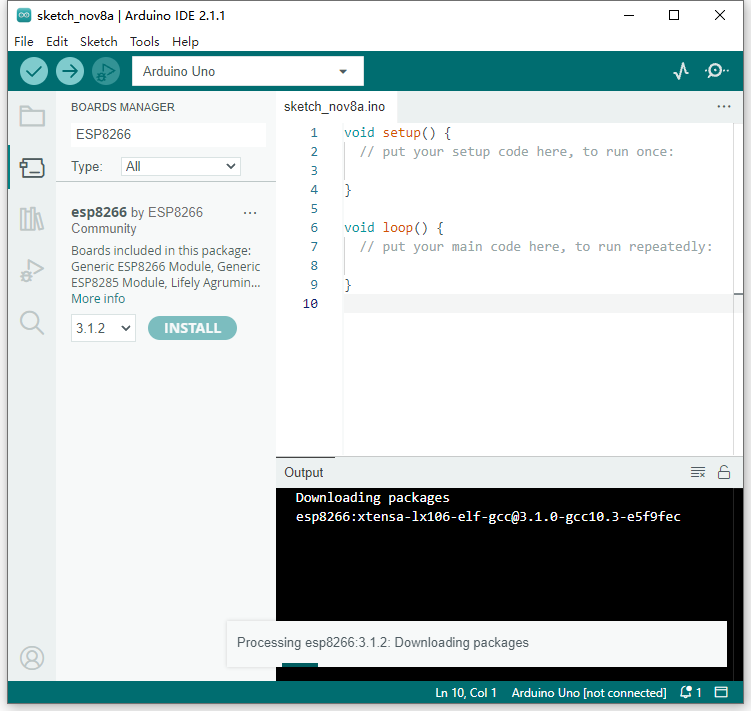 sketch_nov8a | Arduino IDE 2.1.1
File Edit Sketch Tools Help
Arduino Uno
BOARDS MANAGER
ESP8266
Type: All
esp8266 by ESP8266 ...
Community
Boards included in this package:
Generic ESP8266 Module, Generic
ESP8285 Module, Lifely Agrumin...
More info
3.1.2 INSTALL
sketch_nov8a.ino ...
1 void setup() {
2 // put your setup code here, to run once:
3
4 }
5
6 void loop() {
7 // put your main code here, to run repeatedly:
8
9 }
10
Output
Downloading packages
esp8266:xtensa-lx106-elf-gcc@3.1.0-gcc10.3-e5f9fec
Processing esp8266:3.1.2: Downloading packages
Ln 10, Col 1 Arduino Uno [not connected] 1